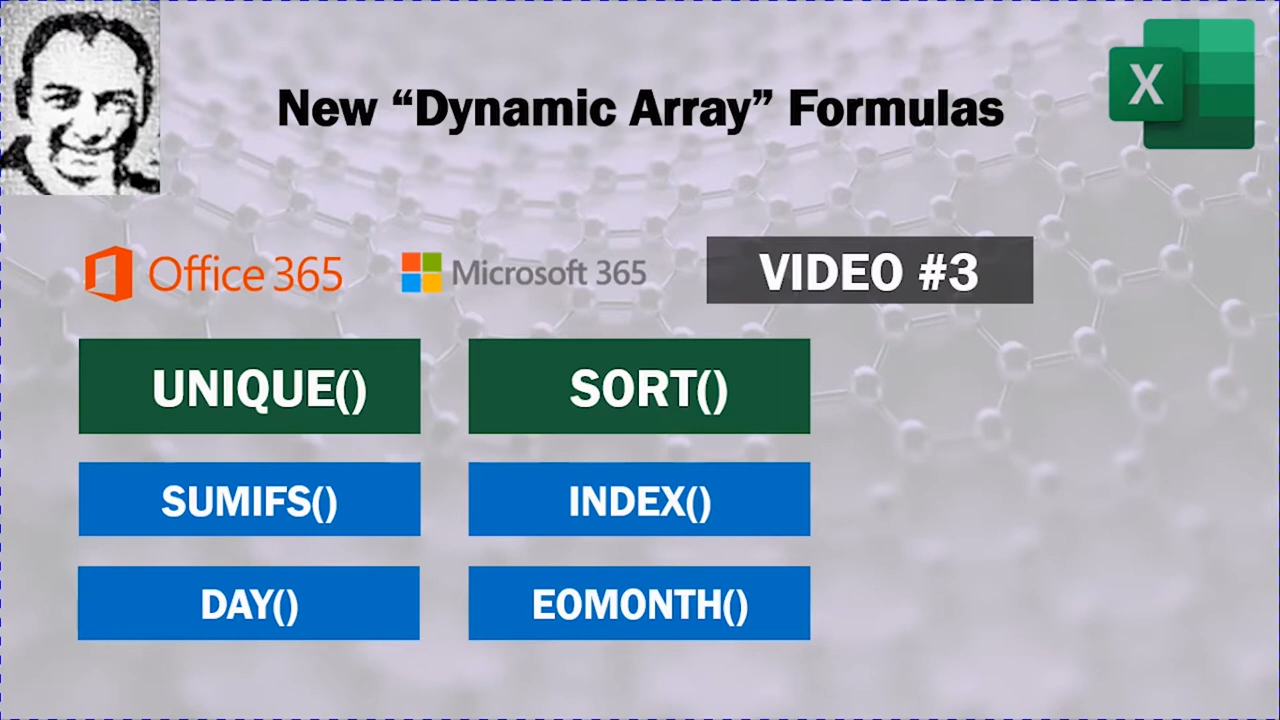 New “Dynamic Array” Formulas
X
Office 365
Microsoft 365
VIDEO #3
UNIQUE()
SORT()
SUMIFS()
INDEX()
DAY()
EOMONTH()